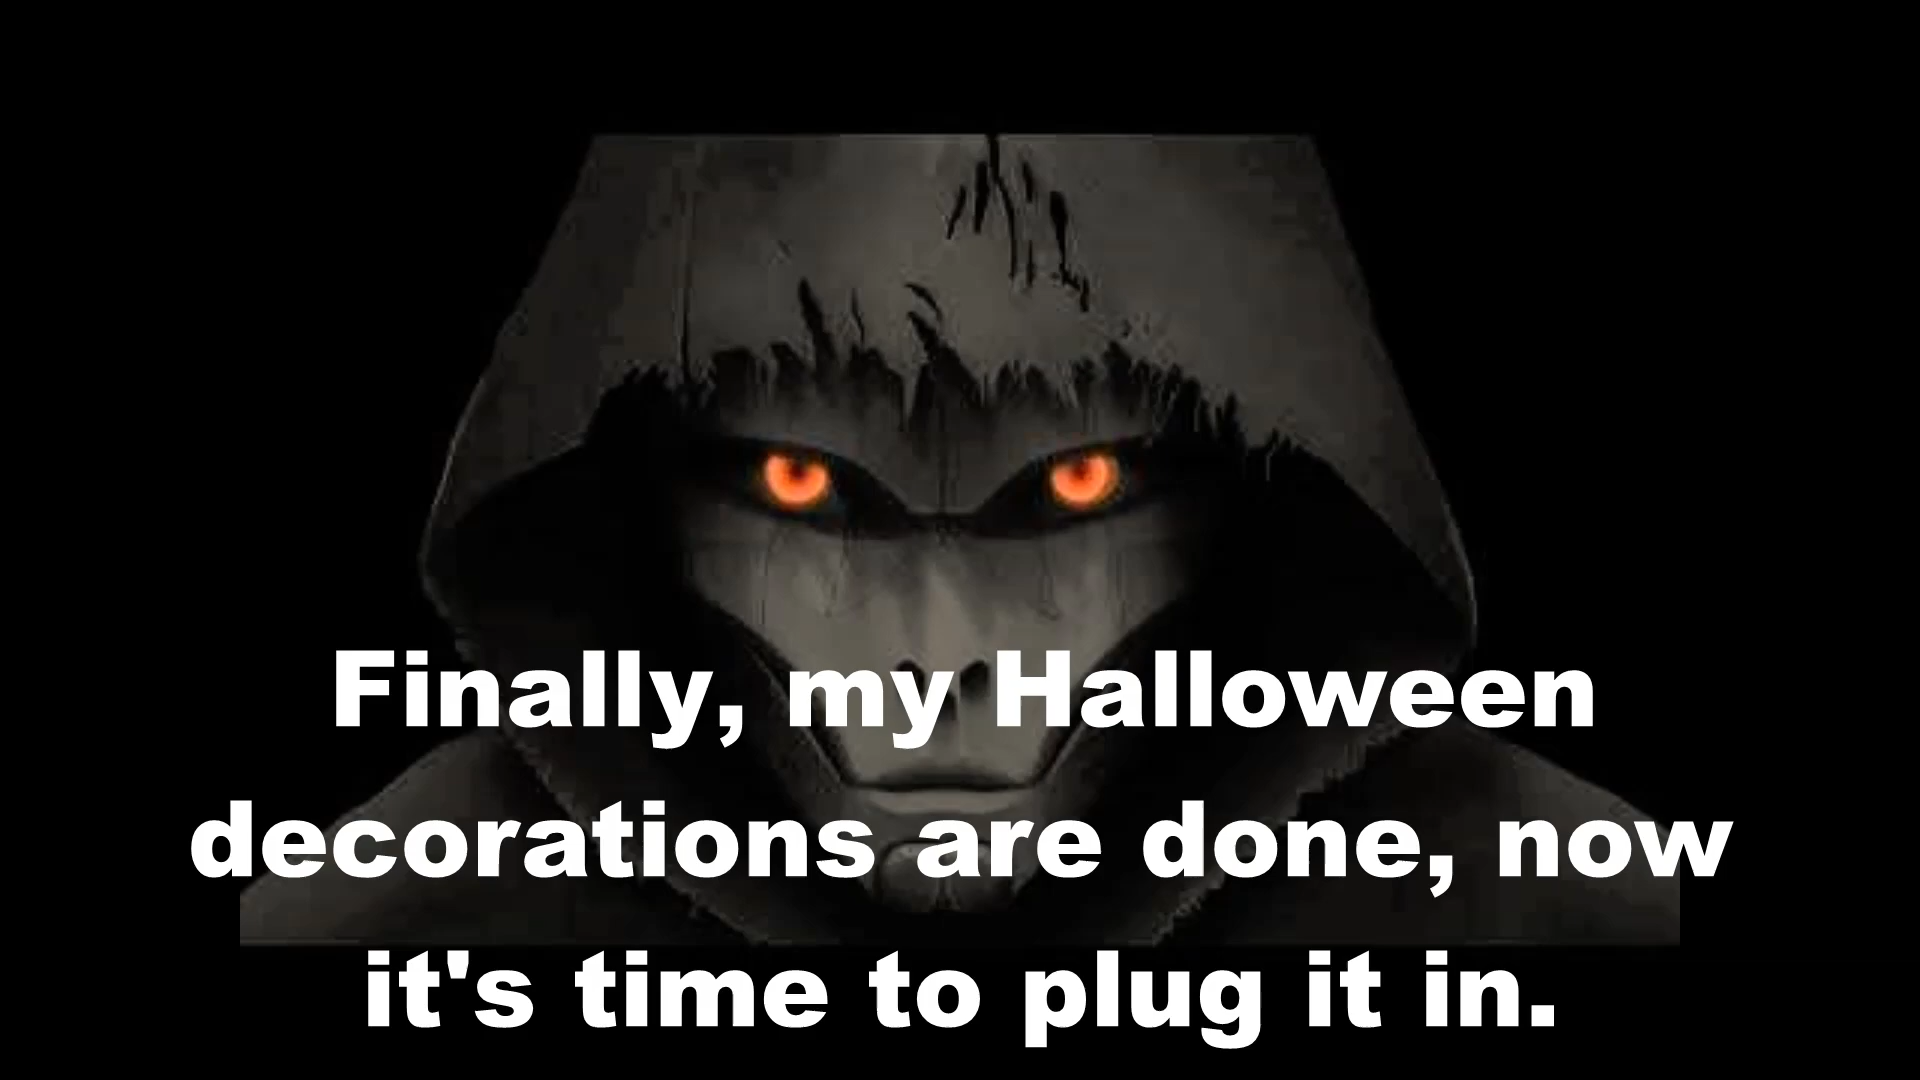 Finally, my Halloween
decorations are done, now
it's time to plug it in.